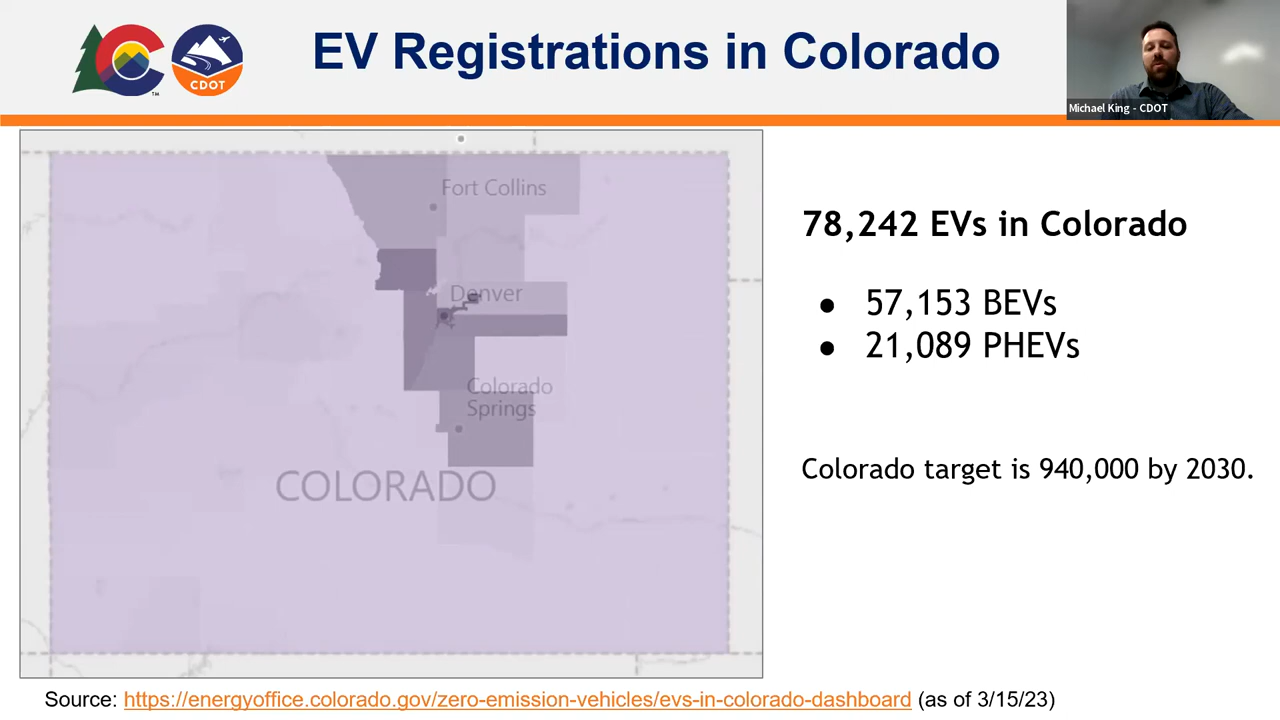 EV Registrations in Colorado
CDOT
TM
Michael King - CDOT
Fort Collins
Denver
Colorado
Springs
COLORADO
78,242 EVs in Colorado
● 57,153 BEVs
● 21,089 PHEVs
Colorado target is 940,000 by 2030.
Source: https://energyoffice.colorado.gov/zero-emission-vehicles/evs-in-colorado-dashboard (as of 3/15/23)